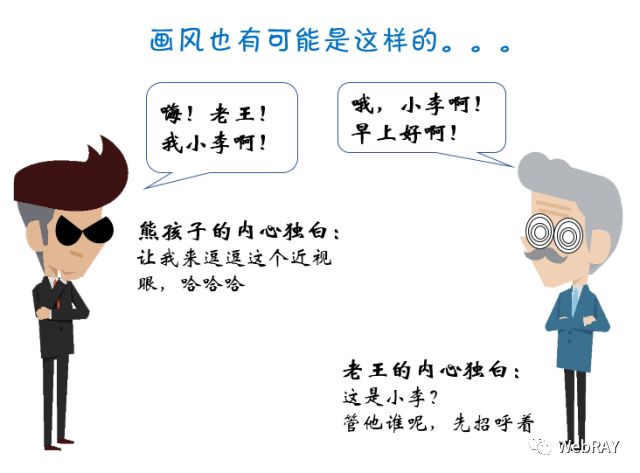 画风也有可能是这样的。。。
嗨！老王！
我小李啊！
哦，小李啊！
早上好啊！
熊孩子的内心独白：
让我来逗逗这个近视
眼，哈哈哈
老王的内心独白：
这是小李？
管他谁呢，先招呼着
WebRAY